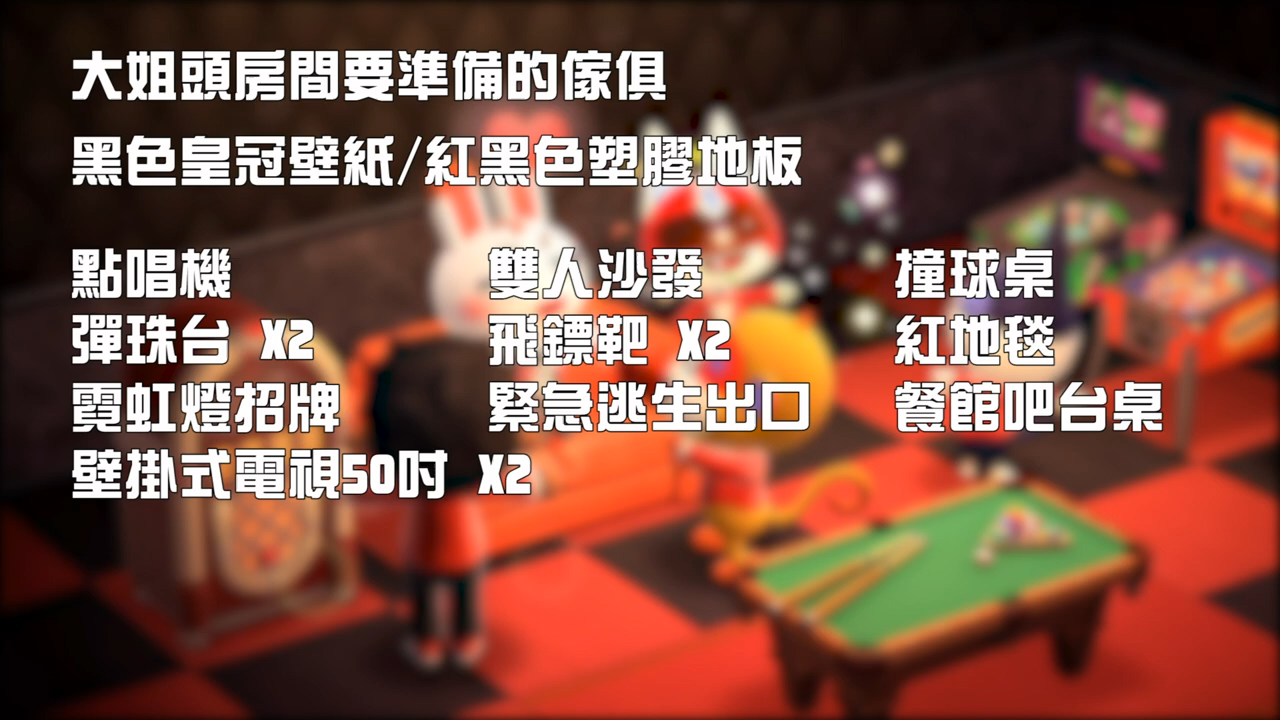 大姐頭房間要準備的傢俱
黑色皇冠壁紙/紅黑色塑膠地板
點唱機 雙人沙發 撞球桌
彈珠台 X2 飛鏢靶 X2 紅地毯
霓虹燈招牌 緊急逃生出口 餐館吧台桌
壁掛式電視50吋 X2